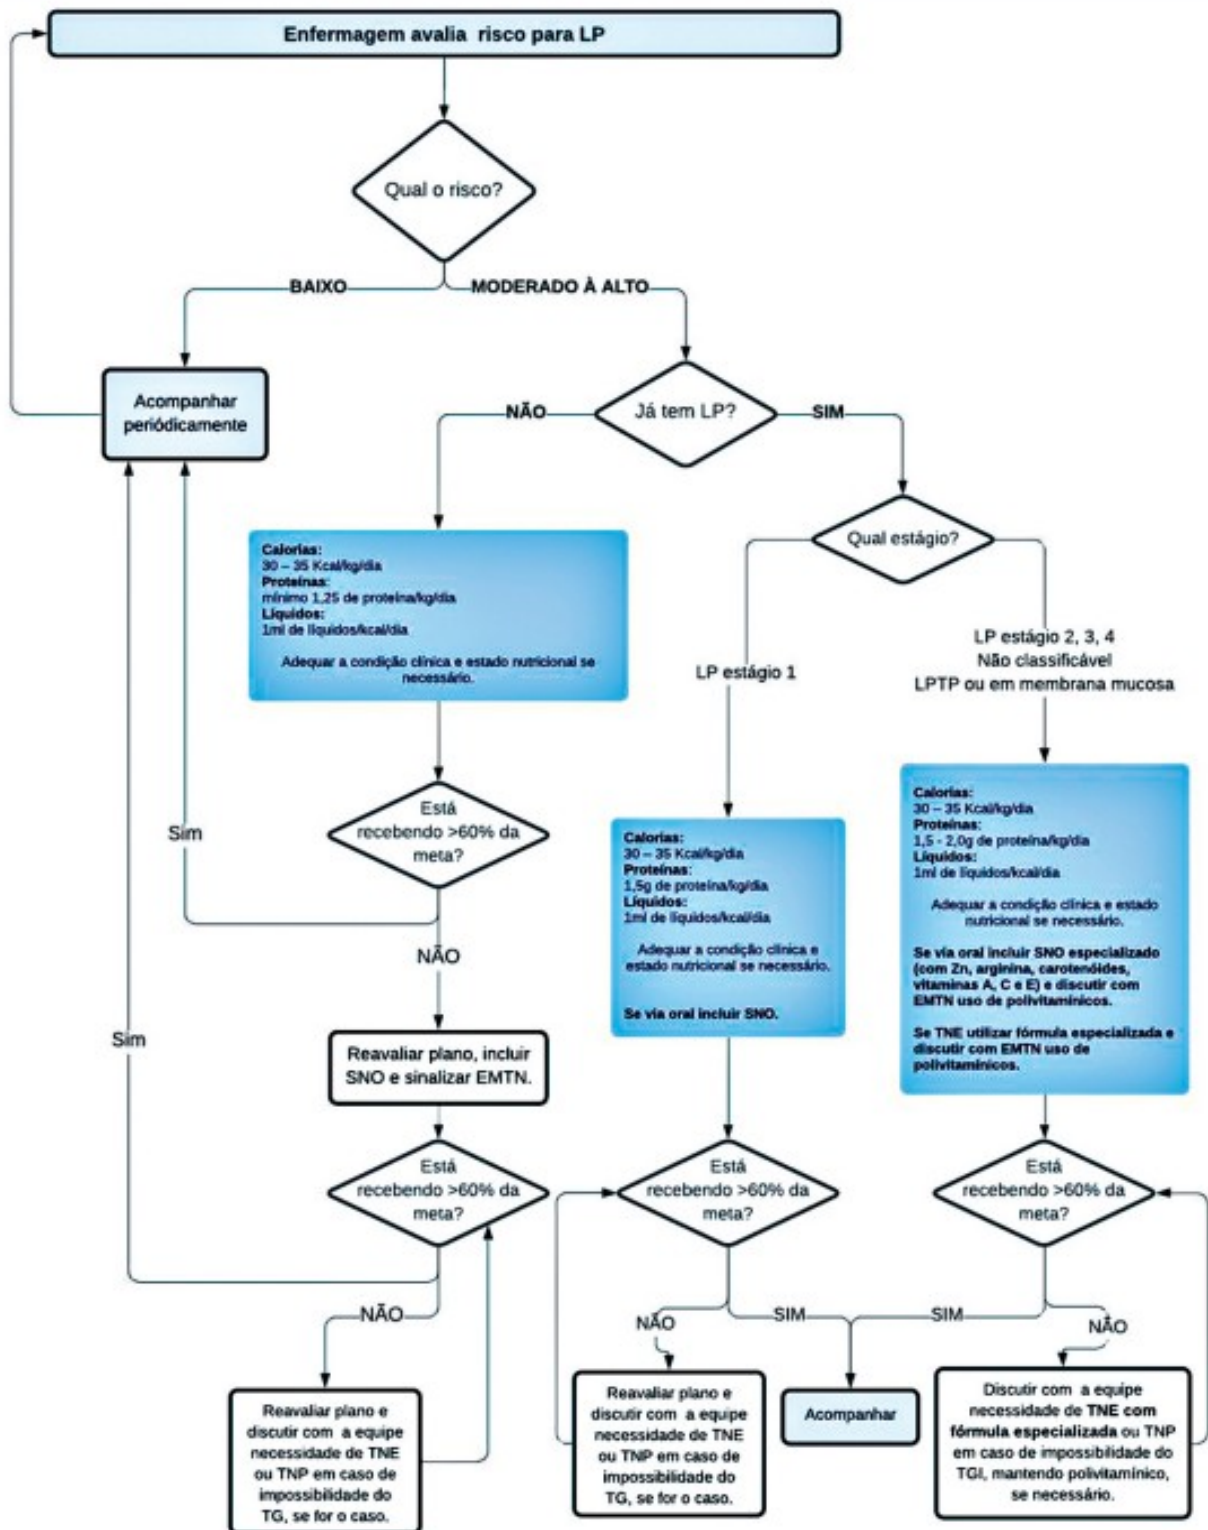 Enfermagem avalia risco para LP
Qual o risco?
BAIXO
MODERADO À ALTO
Acompanhar
periódicamente
Já tem LP?
NÃO
SIM
Qual estágio?
Calorias:
30 – 35 Kcal/kg/dia
Proteínas:
mínimo 1,25 de proteína/kg/dia
Líquidos:
1ml de líquidos/kcal/dia
Adequar a condição clínica e estado nutricional se
necessário.
LP estágio 1
LP estágio 2, 3, 4
Não classificável
LPTP ou em membrana mucosa
Está
recebendo >60% da
meta?
Sim
NÃO
Reavaliar plano, incluir
SNO e sinalizar EMTN.
Está
recebendo >60% da
meta?
Sim
NÃO
Reavaliar plano e
discutir com a equipe
necessidade de TNE
ou TNP em caso de
impossibilidade do
TG, se for o caso.
Calorias:
30 – 35 Kcal/kg/dia
Proteínas:
1,5g de proteína/kg/dia
Líquidos:
1ml de líquidos/kcal/dia
Adequar a condição clínica e
estado nutricional se necessário.
Se via oral incluir SNO.
Está
recebendo >60% da
meta?
NÃO
SIM
Reavaliar plano e
discutir com a equipe
necessidade de TNE
ou TNP em caso de
impossibilidade do
TG, se for o caso.
Acompanhar
Calorias:
30 – 35 Kcal/kg/dia
Proteínas:
1,5 - 2,0g de proteína/kg/dia
Líquidos:
1ml de líquidos/kcal/dia
Adequar a condição clínica e estado
nutricional se necessário.
Se via oral incluir SNO especializado
(com Zn, arginina, carotenóides,
vitaminas A, C e E) e discutir com
EMTN uso de polivitamínicos.
Se TNE utilizar fórmula especializada e
discutir com EMTN uso de
polivitamínicos.
Está
recebendo >60% da
meta?
SIM
NÃO
Discutir com a equipe
necessidade de TNE com
fórmula especializada ou TNP
em caso de impossibilidade do
TGI, mantendo polivitamínico,
se necessário.